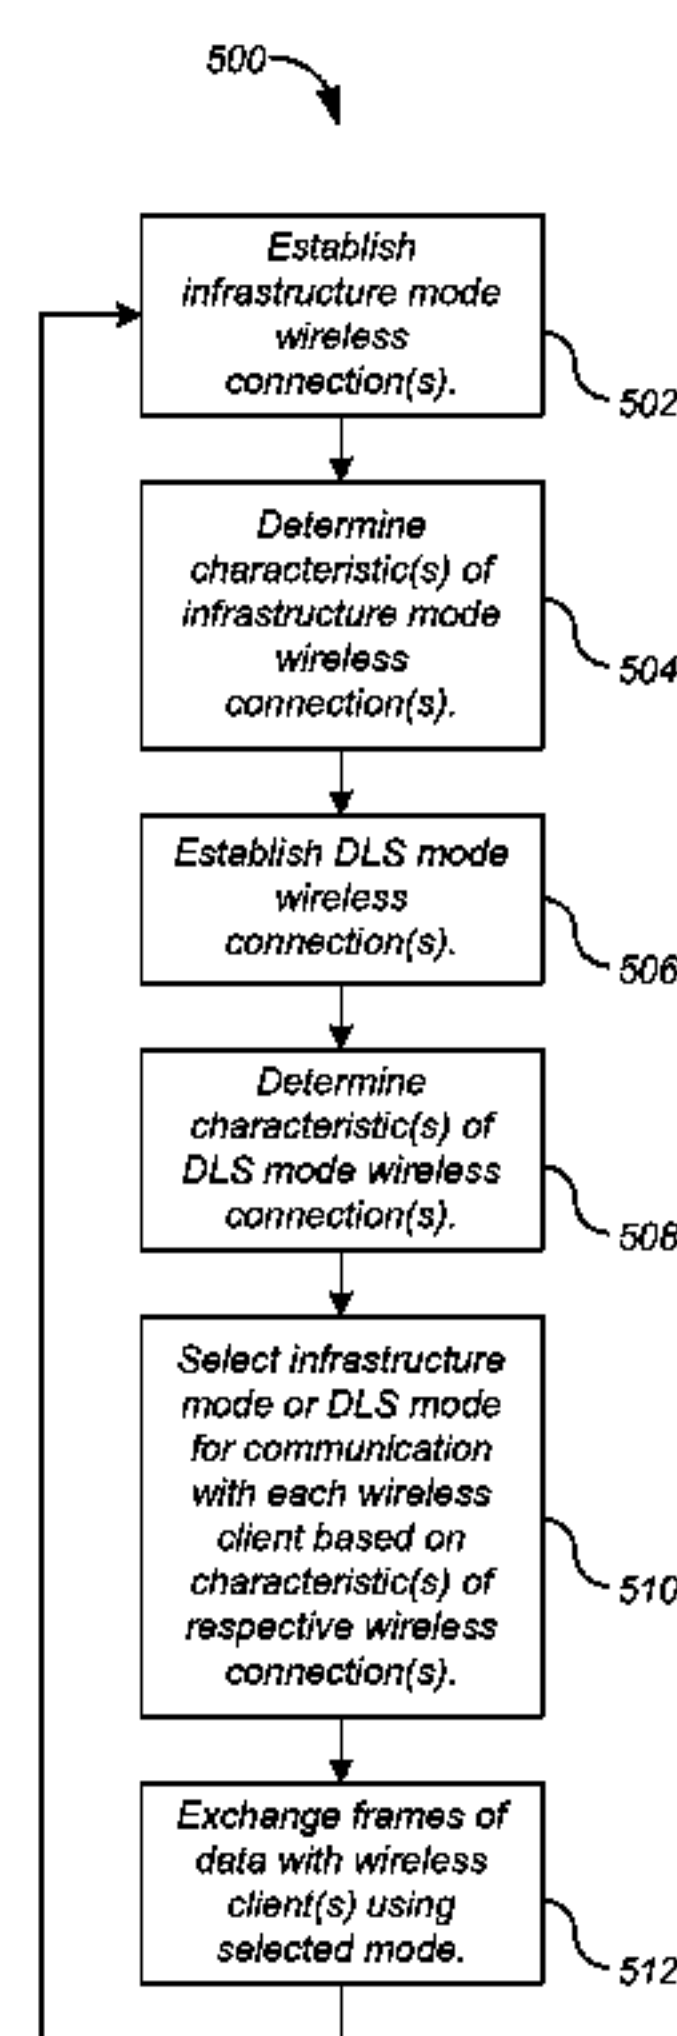 500
Establish
infrastructure mode
wireless
connection(s).
502
Determine
characteristic(s) of
infrastructure mode
wireless
connection(s).
504
Establish DLS mode
wireless
connection(s).
506
Determine
characteristic(s) of
DLS mode wireless
connection(s).
508
Select infrastructure
mode or DLS mode
for communication
with each wireless
client based on
characteristic(s) of
respective wireless
connection(s).
510
Exchange frames of
data with wireless
client(s) using
selected mode.
512